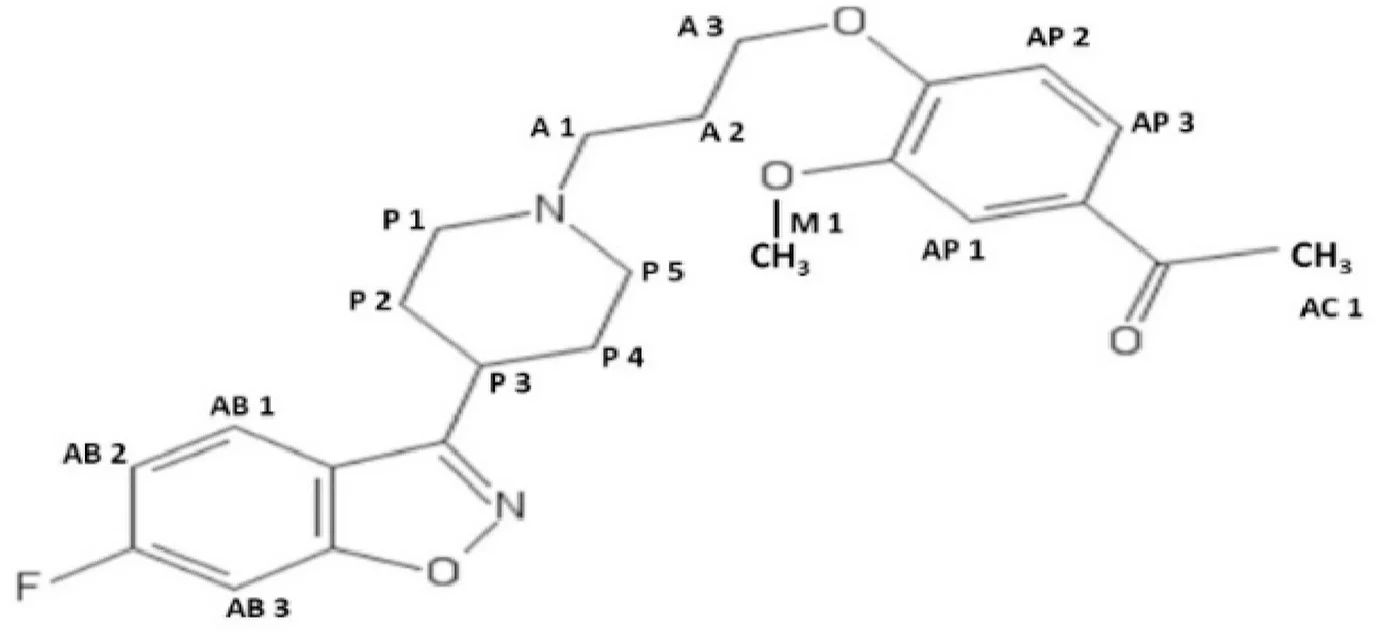 A 3
O
AP 2
A 1
A 2
AP 3
O
M 1
CH₃
AP 1
CH₃
AC 1
O
N
P 1
P 5
P 2
P 4
P 3
AB 1
AB 2
N
O
F
AB 3